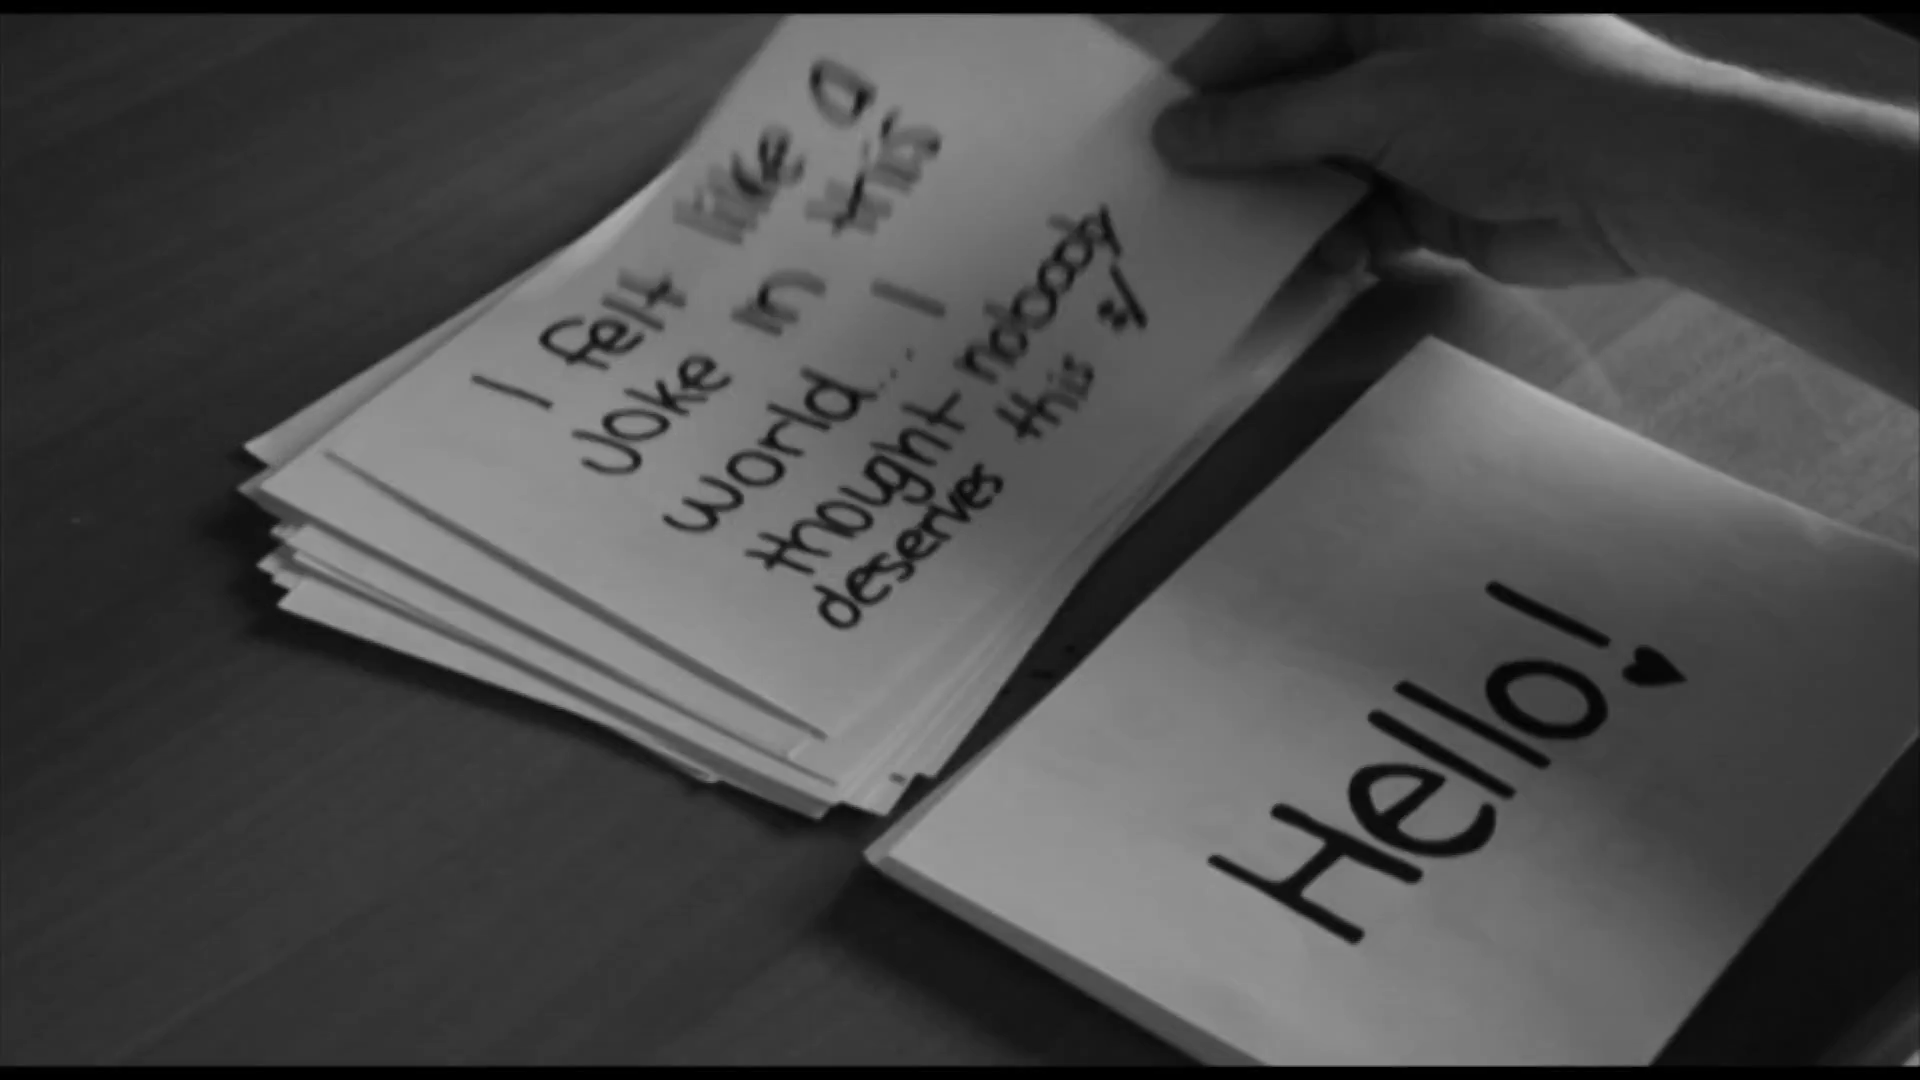 I felt like a
Joke in this
world... I
thought nobody
deserves this :/
Hello!